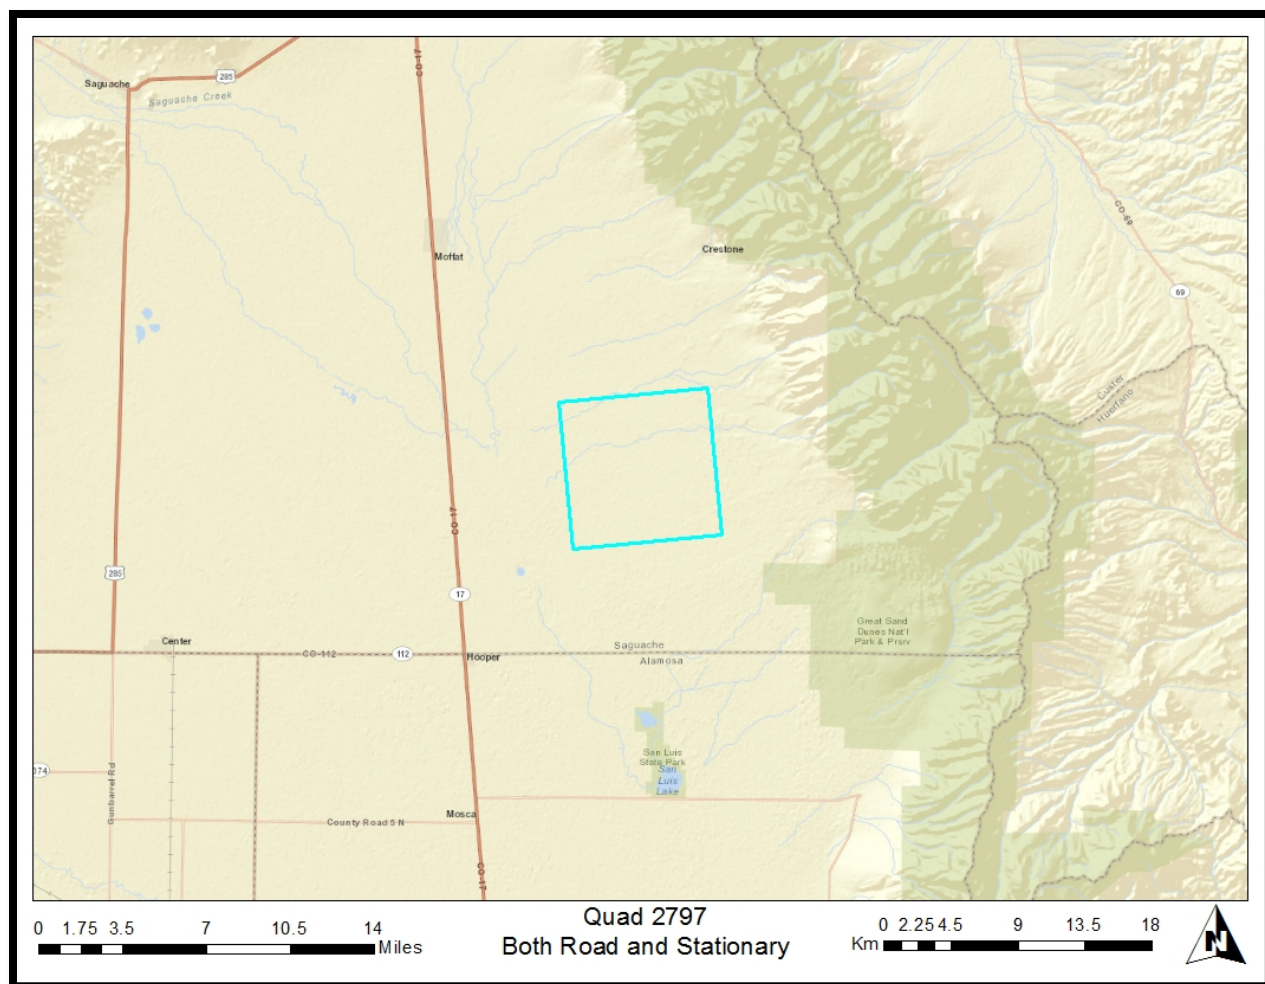 CO-17
285
Saguache
Saguache Creek
CO-69
Crestone
Moffat
69
Custer
Huerfano
CO-17
285
17
Great Sand
Dunes Nat'l
Park & Prsrv
Center
CO-112
112
Hooper
Saguache
Alamosa
San Luis
State Park
San
Luis
Lake
374
Gunbarrel Rd
Mosca
County Road 5 N
CO-17
Quad 2797
Both Road and Stationary
0 1.75 3.5 7 10.5 14
Miles
0 2.25 4.5 9 13.5 18
Km
N